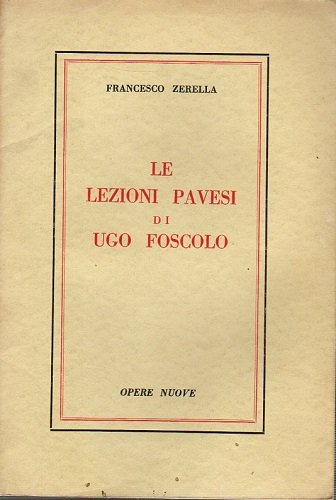 FRANCESCO ZERELLA
LE
LEZIONI PAVESI
DI
UGO FOSCOLO
OPERE NUOVE